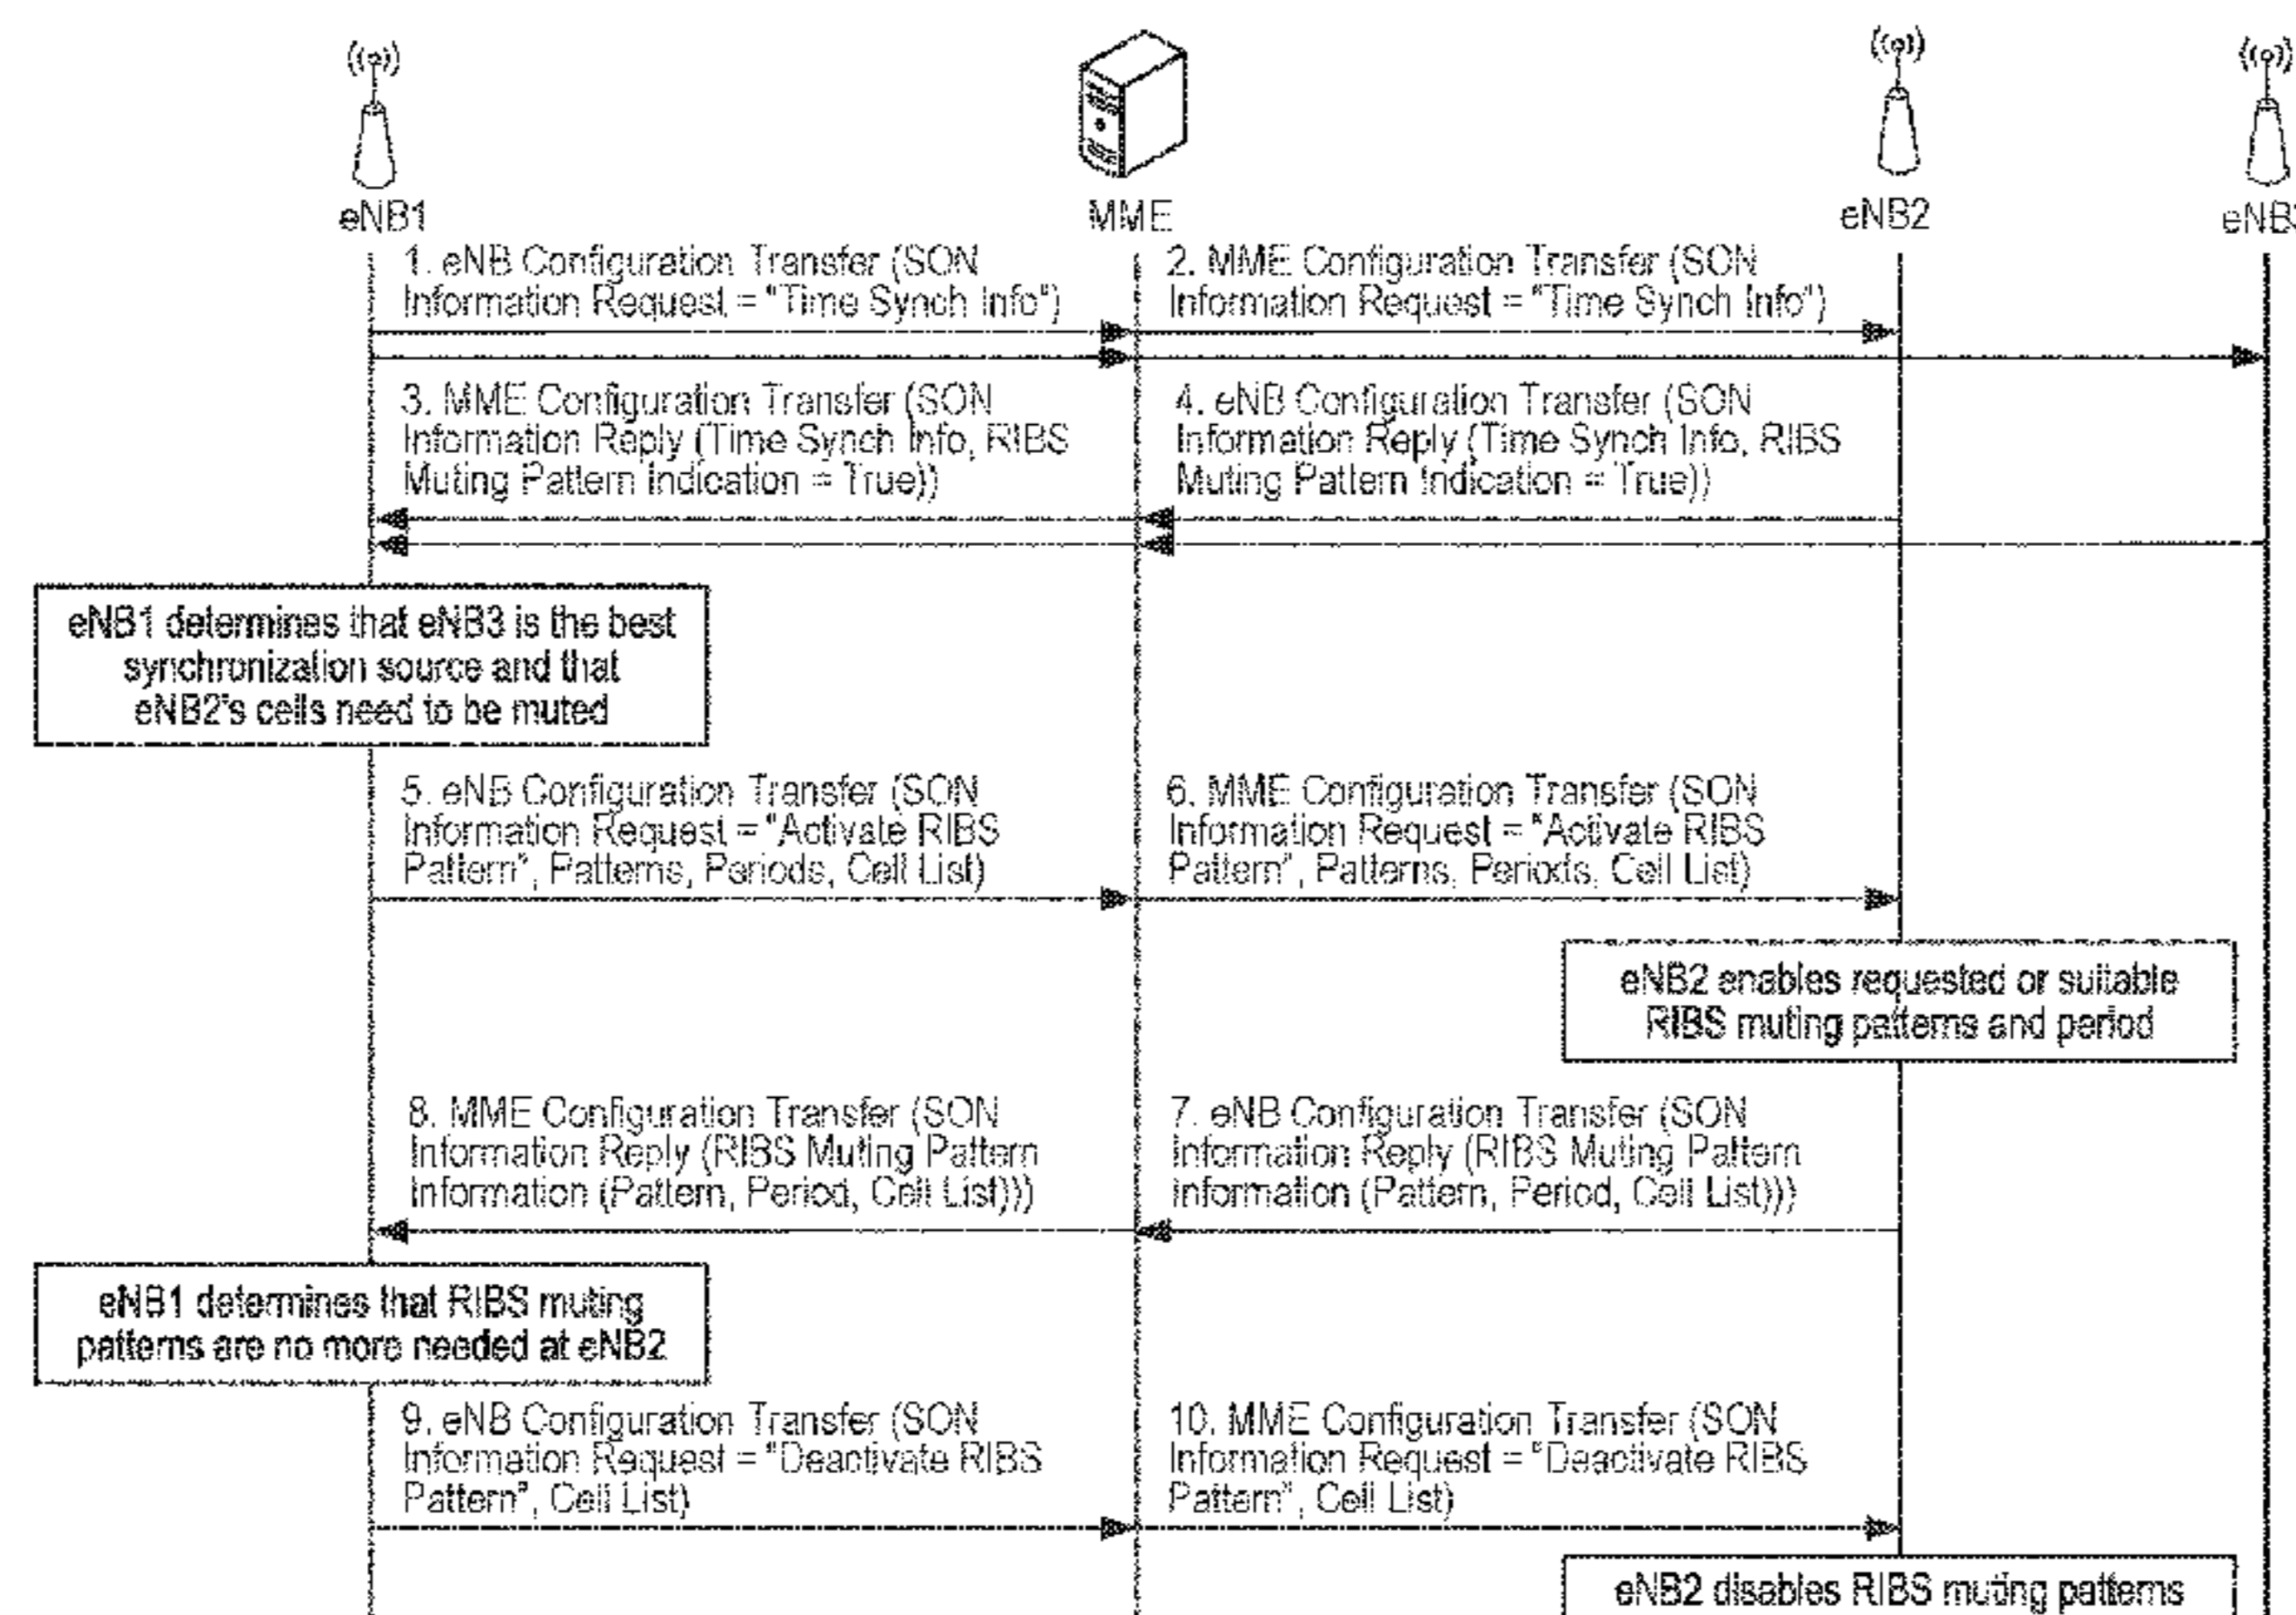 eNB1
MME
eNB2
eNB
1. eNB Configuration Transfer (SON
Information Request = "Time Synch Info")
2. MME Configuration Transfer (SON
Information Request = "Time Synch Info")
3. MME Configuration Transfer (SON
Information Reply (Time Synch Info, RIBS
Muting Pattern Indication = True))
4. eNB Configuration Transfer (SON
Information Reply (Time Synch Info, RIBS
Muting Pattern Indication = True))
eNB1 determines that eNB3 is the best
synchronization source and that
eNB2's cells need to be muted
5. eNB Configuration Transfer (SON
Information Request = "Activate RIBS
Pattern", Patterns, Periods, Cell List)
6. MME Configuration Transfer (SON
Information Request = "Activate RIBS
Pattern", Patterns, Periods, Cell List)
eNB2 enables requested or suitable
RIBS muting patterns and period
8. MME Configuration Transfer (SON
Information Reply (RIBS Muting Pattern
Information (Pattern, Period, Cell List)))
7. eNB Configuration Transfer (SON
Information Reply (RIBS Muting Pattern
Information (Pattern, Period, Cell List)))
eNB1 determines that RIBS muting
patterns are no more needed at eNB2
9. eNB Configuration Transfer (SON
Information Request = "Deactivate RIBS
Pattern", Cell List)
10. MME Configuration Transfer (SON
Information Request = "Deactivate RIBS
Pattern", Cell List)
eNB2 disables RIBS muting patterns